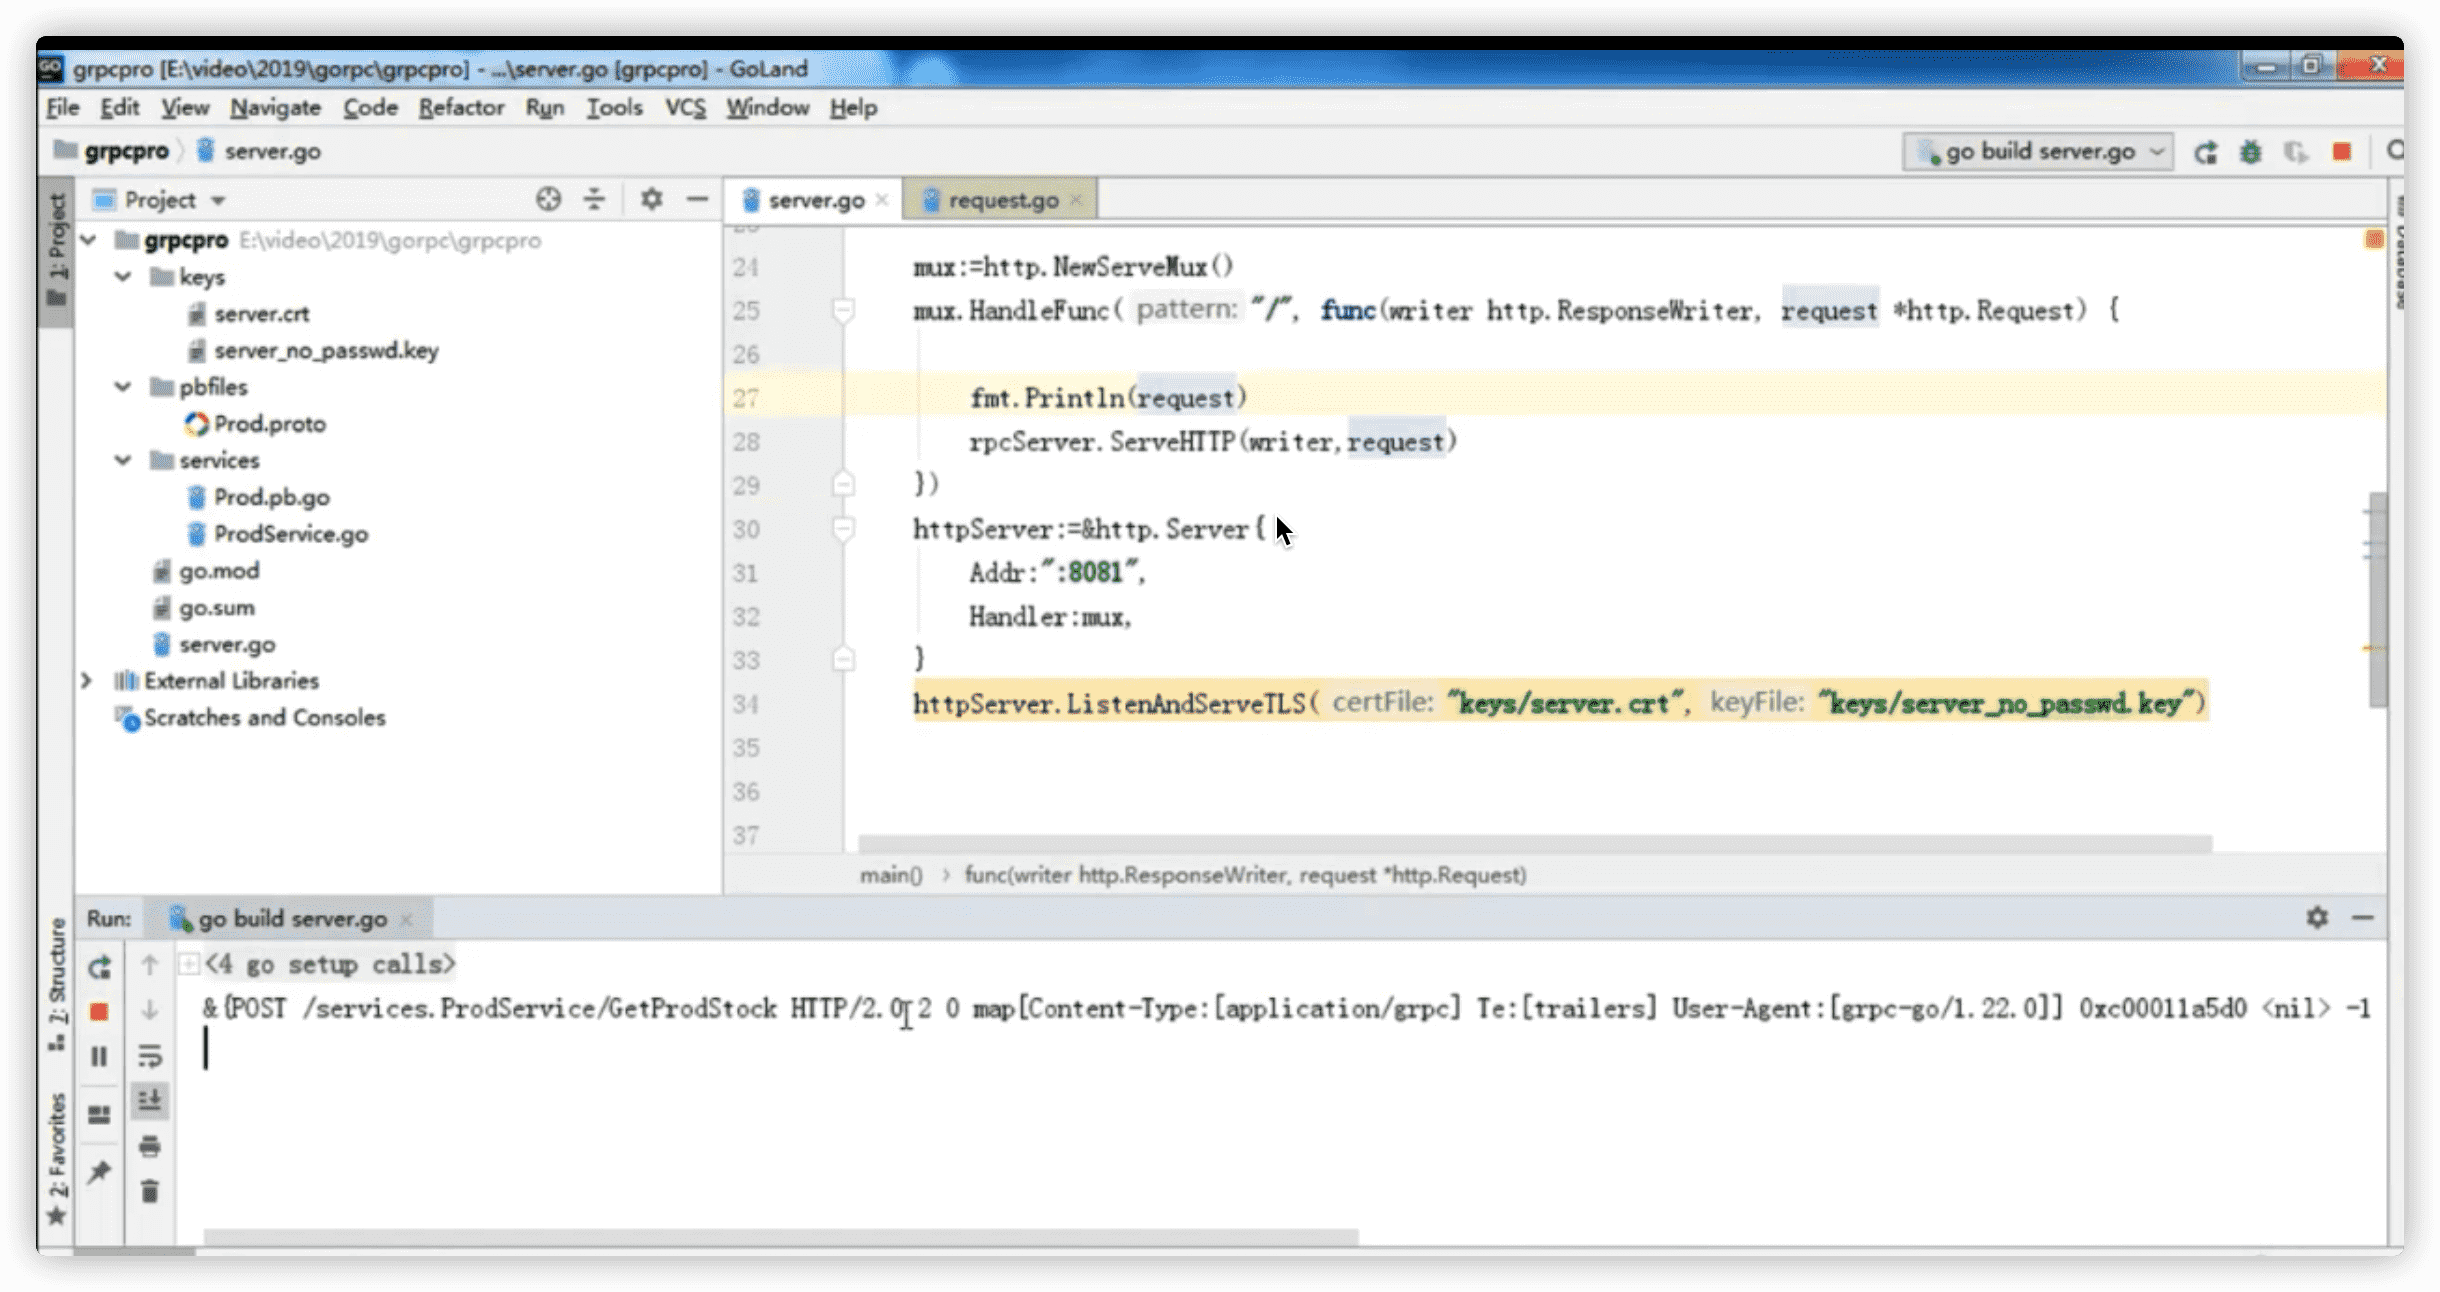 grpcpro [E:\video\2019\gorpc\grpcpro] - ...\server.go [grpcpro] - GoLand
File Edit View Navigate Code Refactor Run Tools VCS Window Help
grpcpro server.go
go build server.go
1: Project
Project
server.go
request.go
grpcpro E:\video\2019\gorpc\grpcpro
keys
server.crt
server_no_passwd.key
pbfiles
Prod.proto
services
Prod.pb.go
ProdService.go
go.mod
go.sum
server.go
External Libraries
Scratches and Consoles
24 mux:=http.NewServeMux()
25 mux.HandleFunc( pattern: "/", func(writer http.ResponseWriter, request *http.Request) {
26
27 fmt.Println(request)
28 rpcServer.ServeHTTP(writer,request)
29 })
30 httpServer:=&http.Server{
31 Addr:":8081",
32 Handler:mux,
33 }
34 httpServer.ListenAndServeTLS( certFile: "keys/server.crt", keyFile: "keys/server_no_passwd.key")
35
36
37
main() func(writer http.ResponseWriter, request *http.Request)
Database
7: Structure
2: Favorites
Run: go build server.go
<4 go setup calls>
&{POST /services.ProdService/GetProdStock HTTP/2.0 2 0 map[Content-Type:[application/grpc] Te:[trailers] User-Agent:[grpc-go/1.22.0]] 0xc00011a5d0 <nil> -1